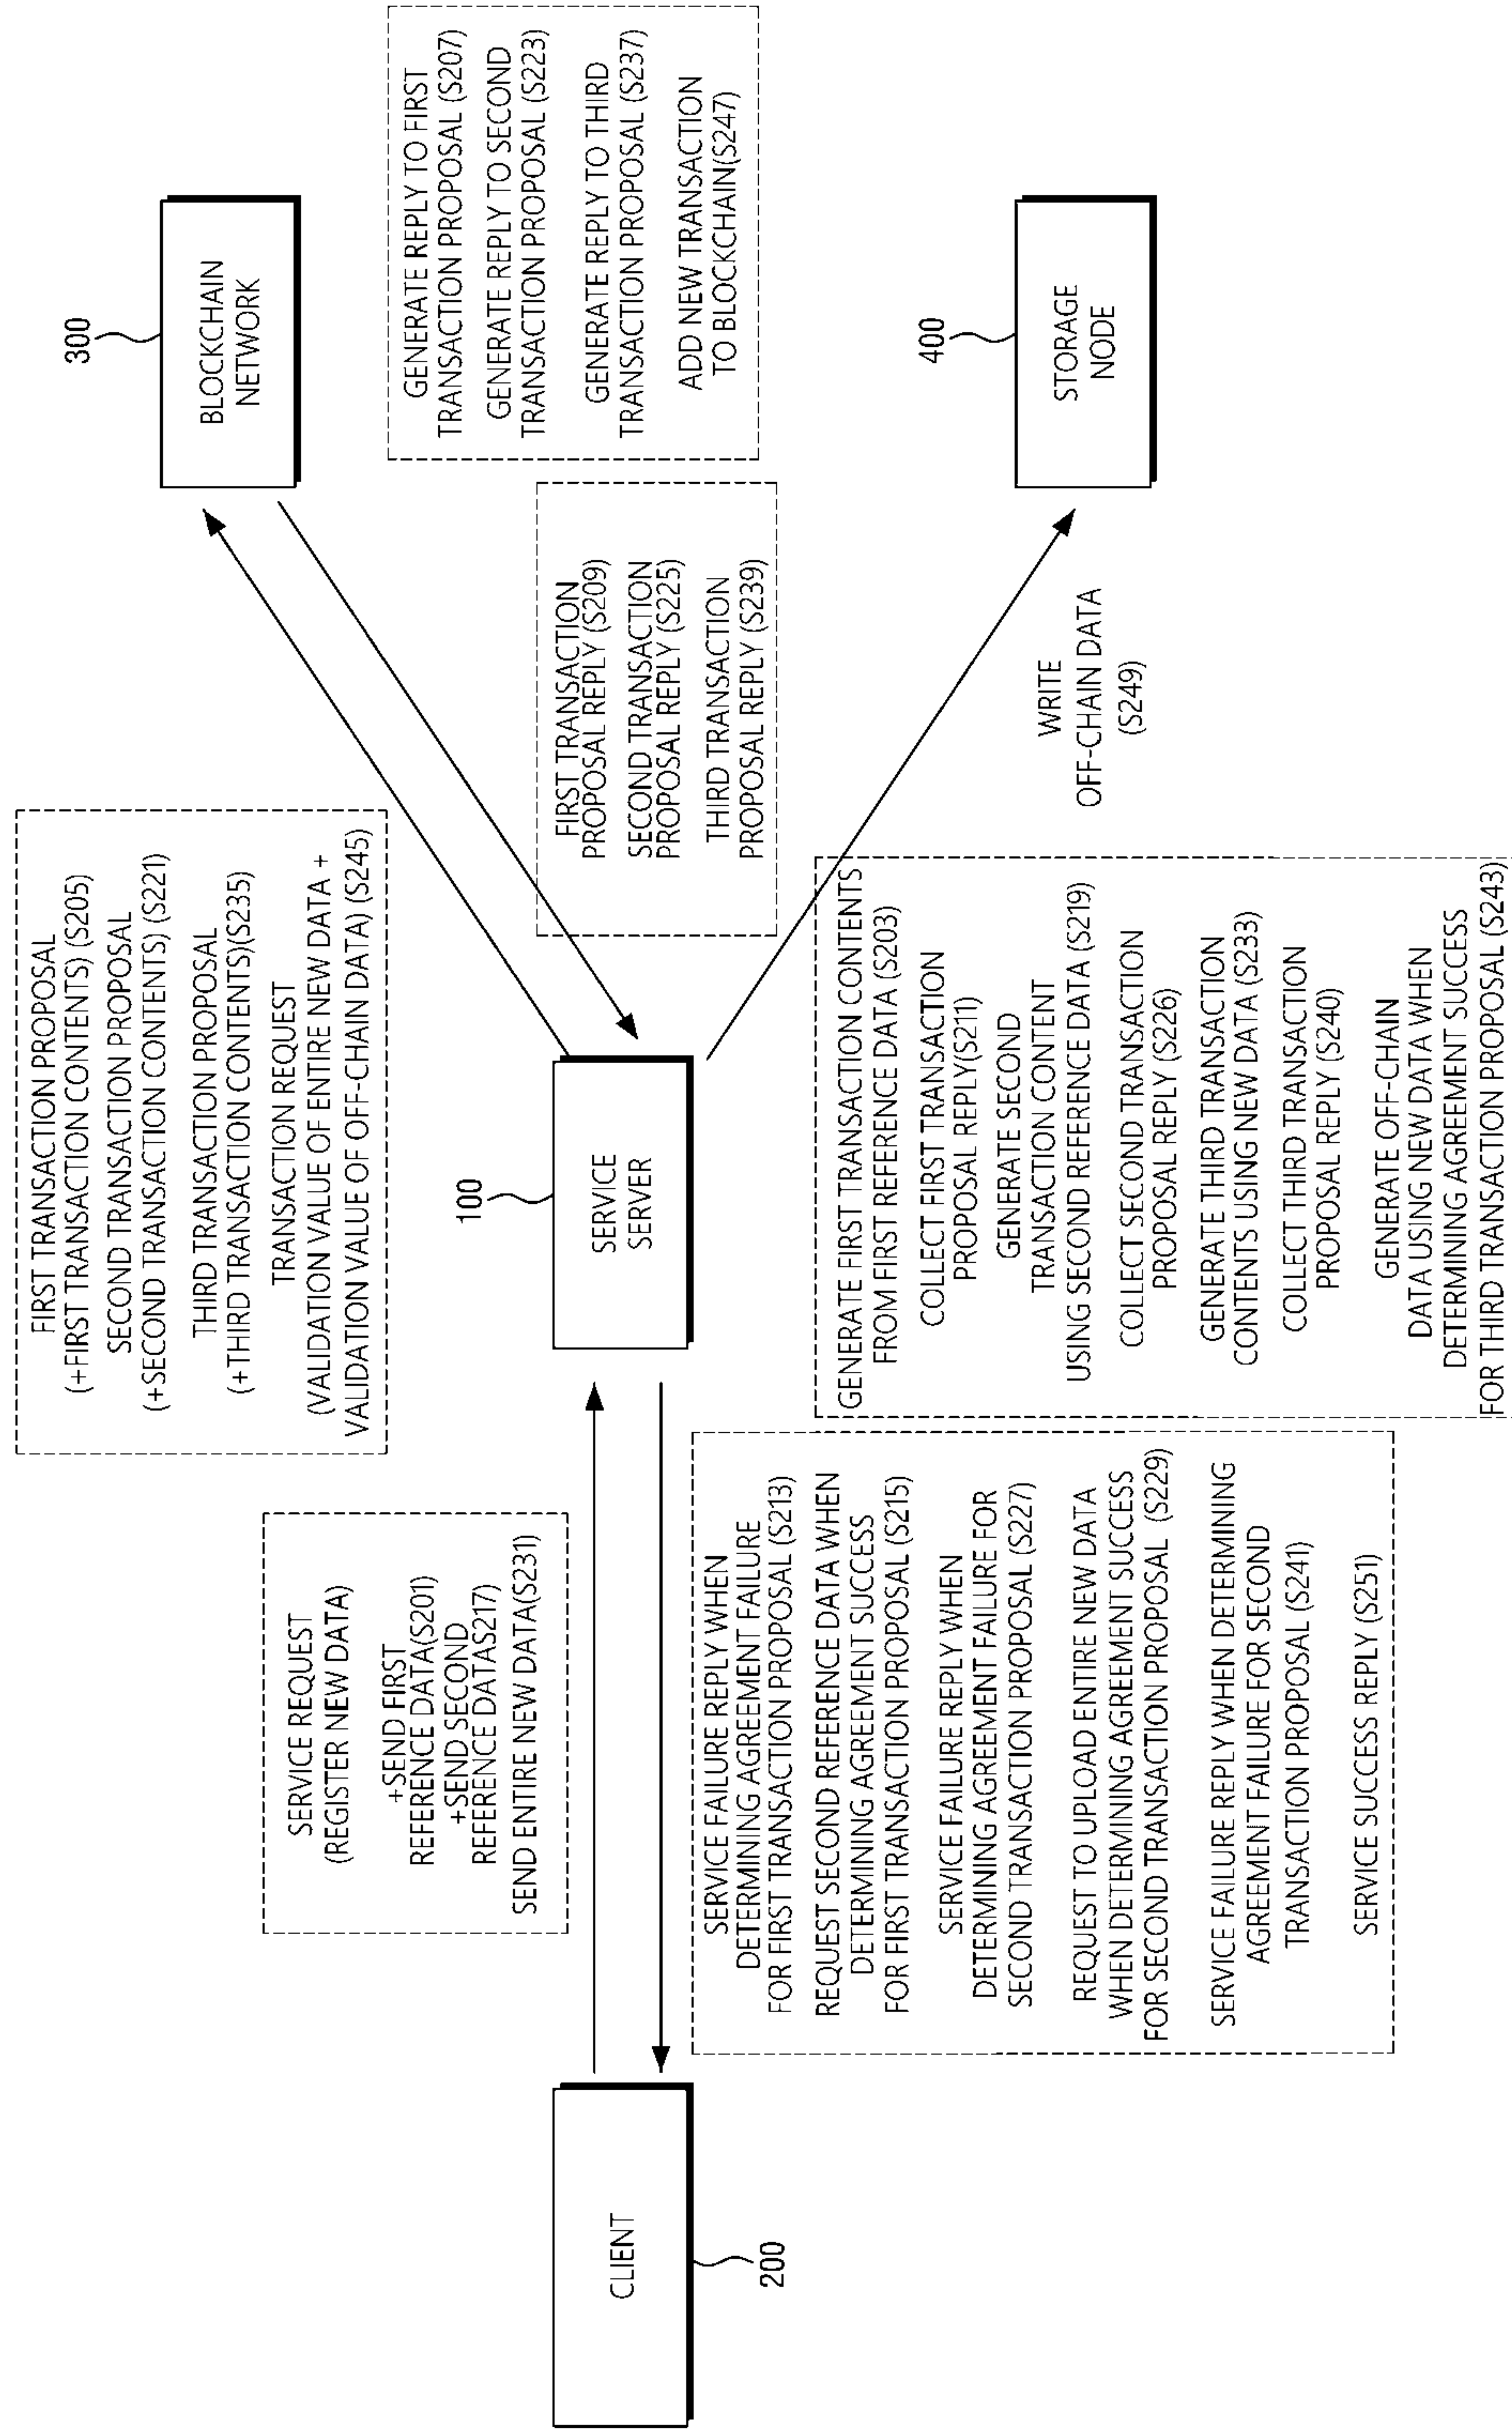 SERVICE REQUEST
(REGISTER NEW DATA)
+SEND FIRST
REFERENCE DATA(S201)
+SEND SECOND
REFERENCE DATAS217)
SEND ENTIRE NEW DATA(S231)
FIRST TRANSACTION PROPOSAL
(+FIRST TRANSACTION CONTENTS) (S205)
SECOND TRANSACTION PROPOSAL
(+SECOND TRANSACTION CONTENTS) (S221)
THIRD TRANSACTION PROPOSAL
(+THIRD TRANSACTION CONTENTS)(S235)
TRANSACTION REQUEST
(VALIDATION VALUE OF ENTIRE NEW DATA +
VALIDATION VALUE OF OFF-CHAIN DATA) (S245)
300
BLOCKCHAIN
NETWORK
GENERATE REPLY TO FIRST
TRANSACTION PROPOSAL (S207)
GENERATE REPLY TO SECOND
TRANSACTION PROPOSAL (S223)
GENERATE REPLY TO THIRD
TRANSACTION PROPOSAL (S237)
ADD NEW TRANSACTION
TO BLOCKCHAIN(S247)
CLIENT
200
100
SERVICE
SERVER
FIRST TRANSACTION
PROPOSAL REPLY (S209)
SECOND TRANSACTION
PROPOSAL REPLY (S225)
THIRD TRANSACTION
PROPOSAL REPLY (S239)
SERVICE FAILURE REPLY WHEN
DETERMINING AGREEMENT FAILURE
FOR FIRST TRANSACTION PROPOSAL (S213)
REQUEST SECOND REFERENCE DATA WHEN
DETERMINING AGREEMENT SUCCESS
FOR FIRST TRANSACTION PROPOSAL (S215)
SERVICE FAILURE REPLY WHEN
DETERMINING AGREEMENT FAILURE FOR
SECOND TRANSACTION PROPOSAL (S227)
REQUEST TO UPLOAD ENTIRE NEW DATA
WHEN DETERMINING AGREEMENT SUCCESS
FOR SECOND TRANSACTION PROPOSAL (S229)
SERVICE FAILURE REPLY WHEN DETERMINING
AGREEMENT FAILURE FOR SECOND
TRANSACTION PROPOSAL (S241)
SERVICE SUCCESS REPLY (S251)
GENERATE FIRST TRANSACTION CONTENTS
FROM FIRST REFERENCE DATA (S203)
COLLECT FIRST TRANSACTION
PROPOSAL REPLY(S211)
GENERATE SECOND
TRANSACTION CONTENT
USING SECOND REFERENCE DATA (S219)
COLLECT SECOND TRANSACTION
PROPOSAL REPLY (S226)
GENERATE THIRD TRANSACTION
CONTENTS USING NEW DATA (S233)
COLLECT THIRD TRANSACTION
PROPOSAL REPLY (S240)
GENERATE OFF-CHAIN
DATA USING NEW DATA WHEN
DETERMINING AGREEMENT SUCCESS
FOR THIRD TRANSACTION PROPOSAL (S243)
WRITE
OFF-CHAIN DATA
(S249)
400
STORAGE
NODE